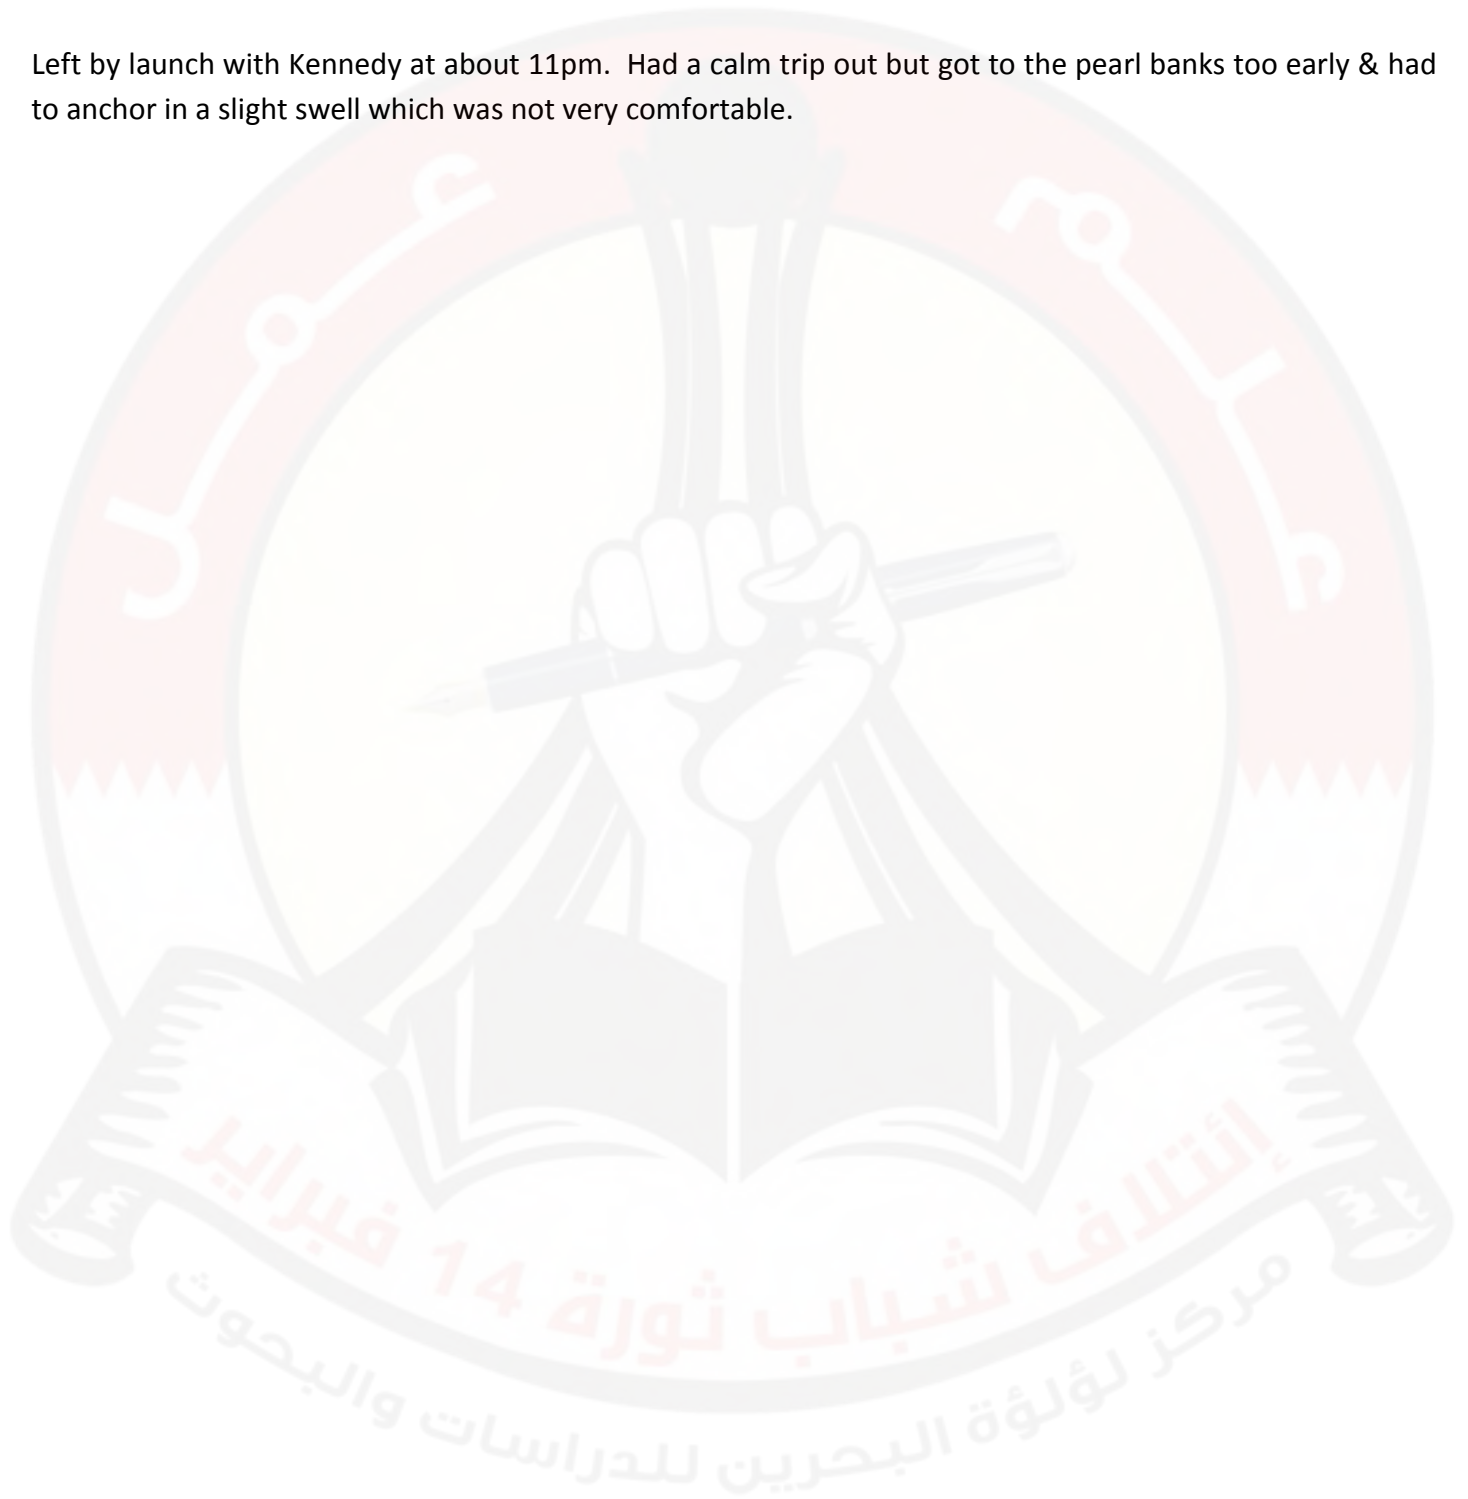 Left by launch with Kennedy at about 11pm.  Had a calm trip out but got to the pearl banks too early & had
to anchor in a slight swell which was not very comfortable.
عـلـم
عـمـل
إئتلاف شباب ثورة 14 فبراير
مركز لؤلؤة البحرين للدراسات والبحوث